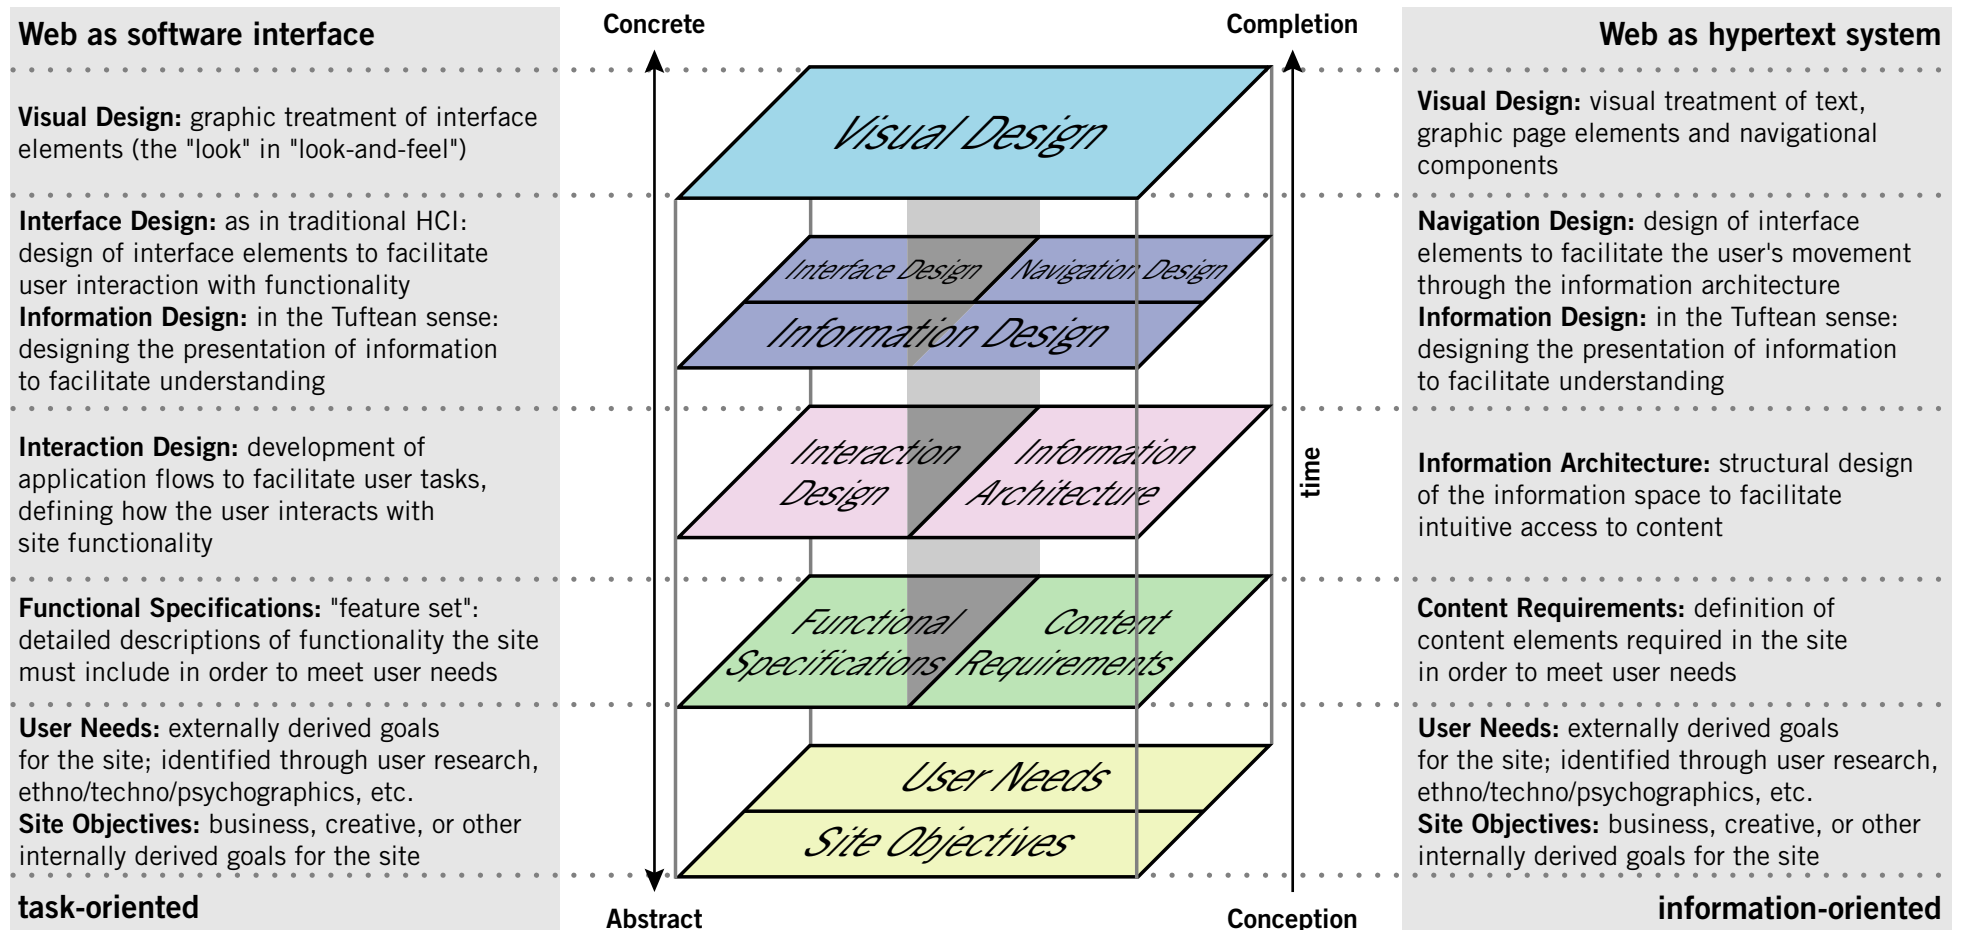 Web as software interface
Visual Design: graphic treatment of interface
elements (the "look" in "look-and-feel")
Interface Design: as in traditional HCI:
design of interface elements to facilitate
user interaction with functionality
Information Design: in the Tuftean sense:
designing the presentation of information
to facilitate understanding
Interaction Design: development of
application flows to facilitate user tasks,
defining how the user interacts with
site functionality
Functional Specifications: "feature set":
detailed descriptions of functionality the site
must include in order to meet user needs
User Needs: externally derived goals
for the site; identified through user research,
ethno/techno/psychographics, etc.
Site Objectives: business, creative, or other
internally derived goals for the site
task-oriented
Concrete
Completion
Visual Design
Interface Design
Navigation Design
Information Design
Interaction
Design
Information
Architecture
Functional
Specifications
Content
Requirements
User Needs
Site Objectives
time
Abstract
Conception
Web as hypertext system
Visual Design: visual treatment of text,
graphic page elements and navigational
components
Navigation Design: design of interface
elements to facilitate the user's movement
through the information architecture
Information Design: in the Tuftean sense:
designing the presentation of information
to facilitate understanding
Information Architecture: structural design
of the information space to facilitate
intuitive access to content
Content Requirements: definition of
content elements required in the site
in order to meet user needs
User Needs: externally derived goals
for the site; identified through user research,
ethno/techno/psychographics, etc.
Site Objectives: business, creative, or other
internally derived goals for the site
information-oriented